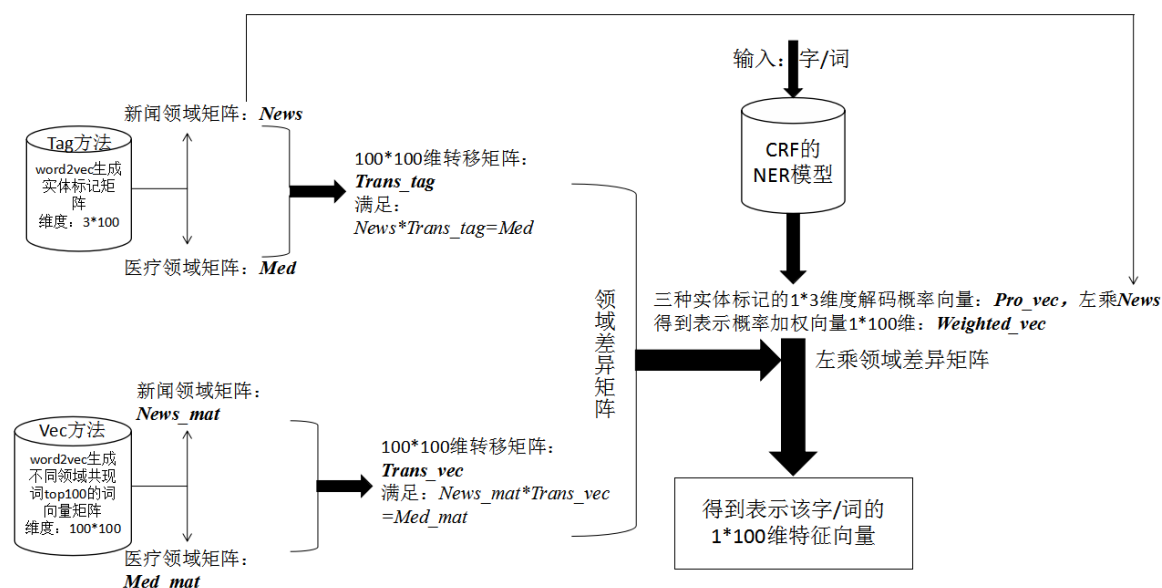 新闻领域矩阵：News
Tag方法
word2vec生成
实体标记矩
阵
维度：3*100
医疗领域矩阵：Med
100*100维转移矩阵：
Trans_tag
满足：
News*Trans_tag=Med
新闻领域矩阵：
News_mat
Vec方法
word2vec生成
不同领域共现
词top100的词
向量矩阵
维度：100*100
医疗领域矩阵：
Med_mat
100*100维转移矩阵：
Trans_vec
满足：News_mat*Trans_vec
=Med_mat
领域差异矩阵
输入：字/词
CRF的
NER模型
三种实体标记的1*3维度解码概率向量：Pro_vec，左乘News
得到表示概率加权向量1*100维：Weighted_vec
左乘领域差异矩阵
得到表示该字/词的
1*100维特征向量